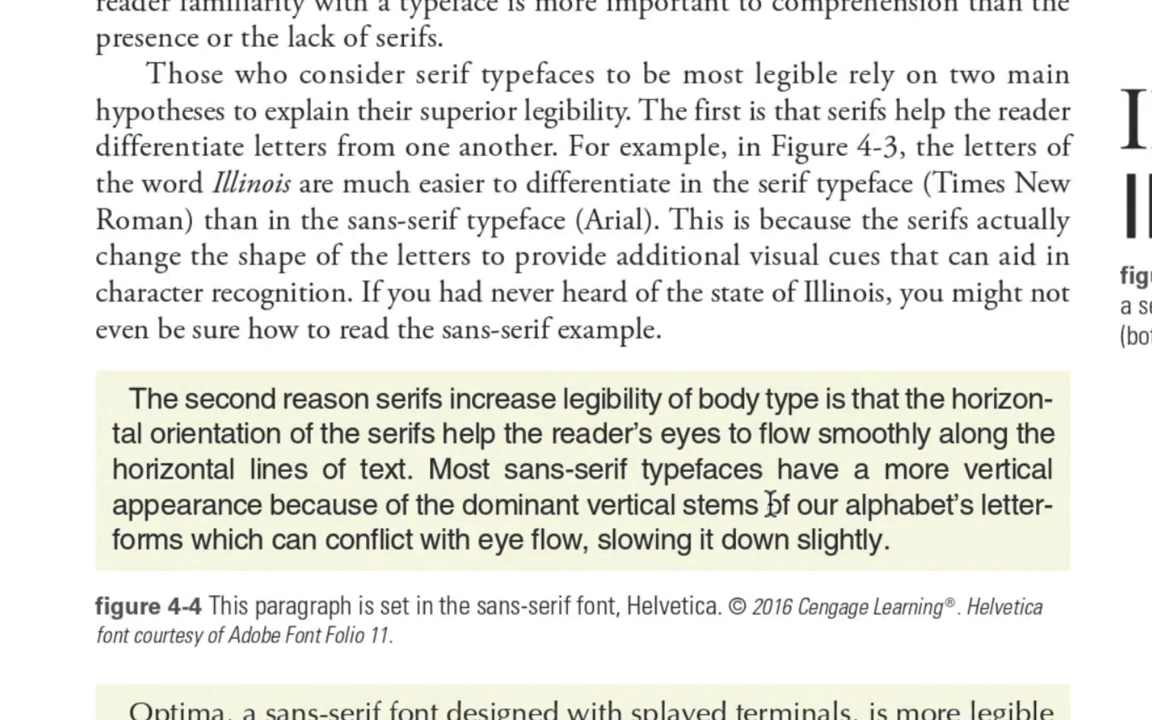 reader familiarity with a typeface is more important to comprehension than the
presence or the lack of serifs.
Those who consider serif typefaces to be most legible rely on two main
hypotheses to explain their superior legibility. The first is that serifs help the reader
differentiate letters from one another. For example, in Figure 4-3, the letters of
the word Illinois are much easier to differentiate in the serif typeface (Times New
Roman) than in the sans-serif typeface (Arial). This is because the serifs actually
change the shape of the letters to provide additional visual cues that can aid in
character recognition. If you had never heard of the state of Illinois, you might not
even be sure how to read the sans-serif example.
The second reason serifs increase legibility of body type is that the horizon-
tal orientation of the serifs help the reader's eyes to flow smoothly along the
horizontal lines of text. Most sans-serif typefaces have a more vertical
appearance because of the dominant vertical stems of our alphabet's letter-
forms which can conflict with eye flow, slowing it down slightly.
figure 4-4 This paragraph is set in the sans-serif font, Helvetica. © 2016 Cengage Learning®. Helvetica
font courtesy of Adobe Font Folio 11.
Optima, a sans-serif font designed with splayed terminals, is more legible